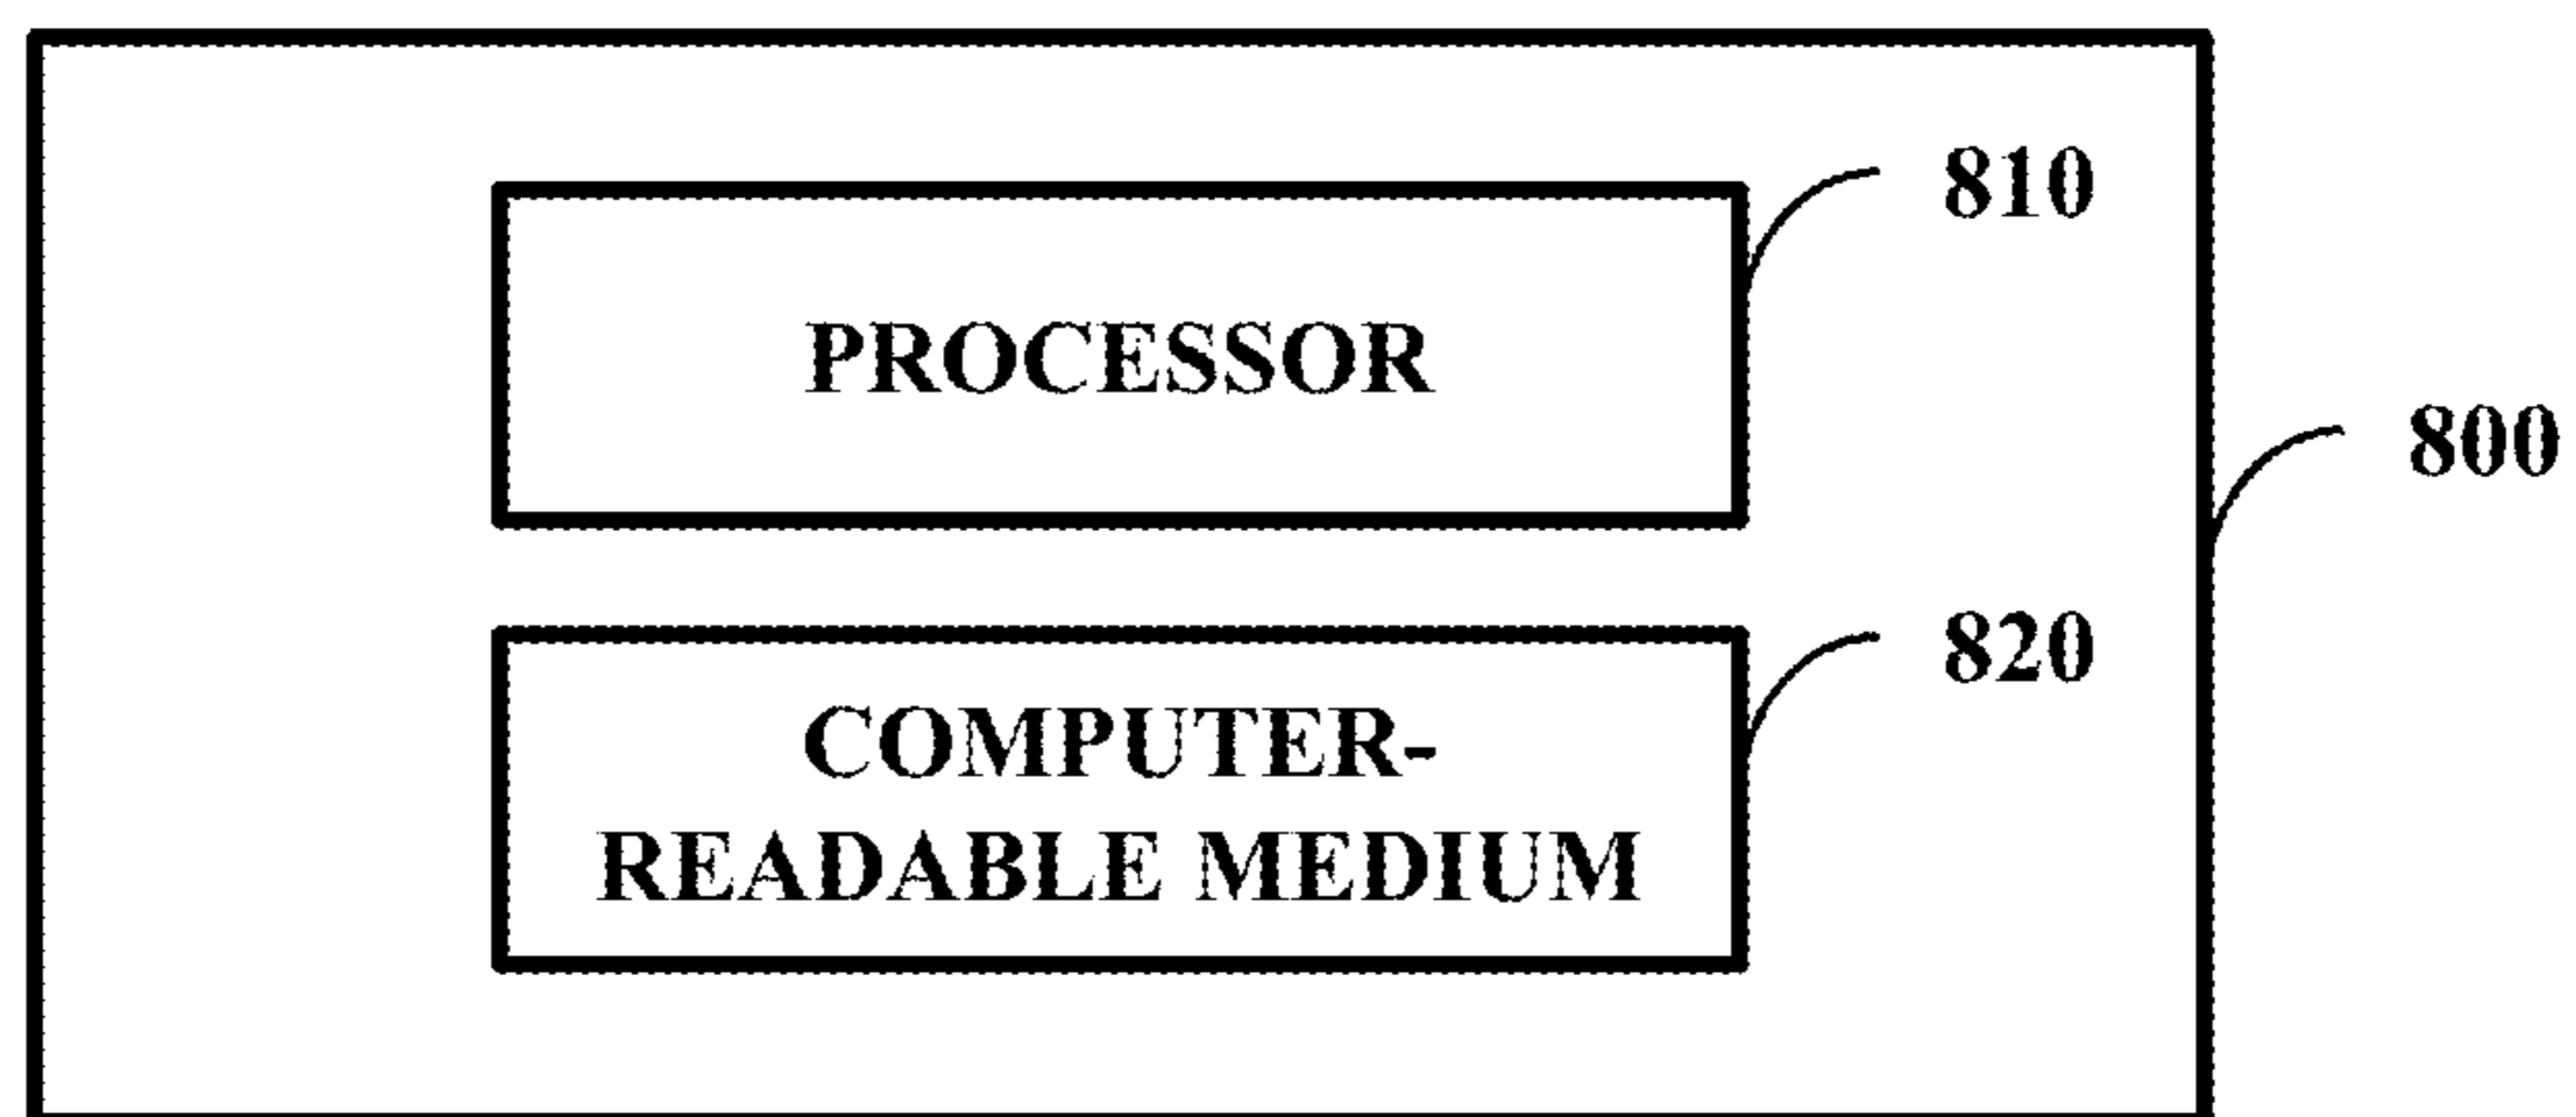 810
PROCESSOR
800
820
COMPUTER-
READABLE MEDIUM